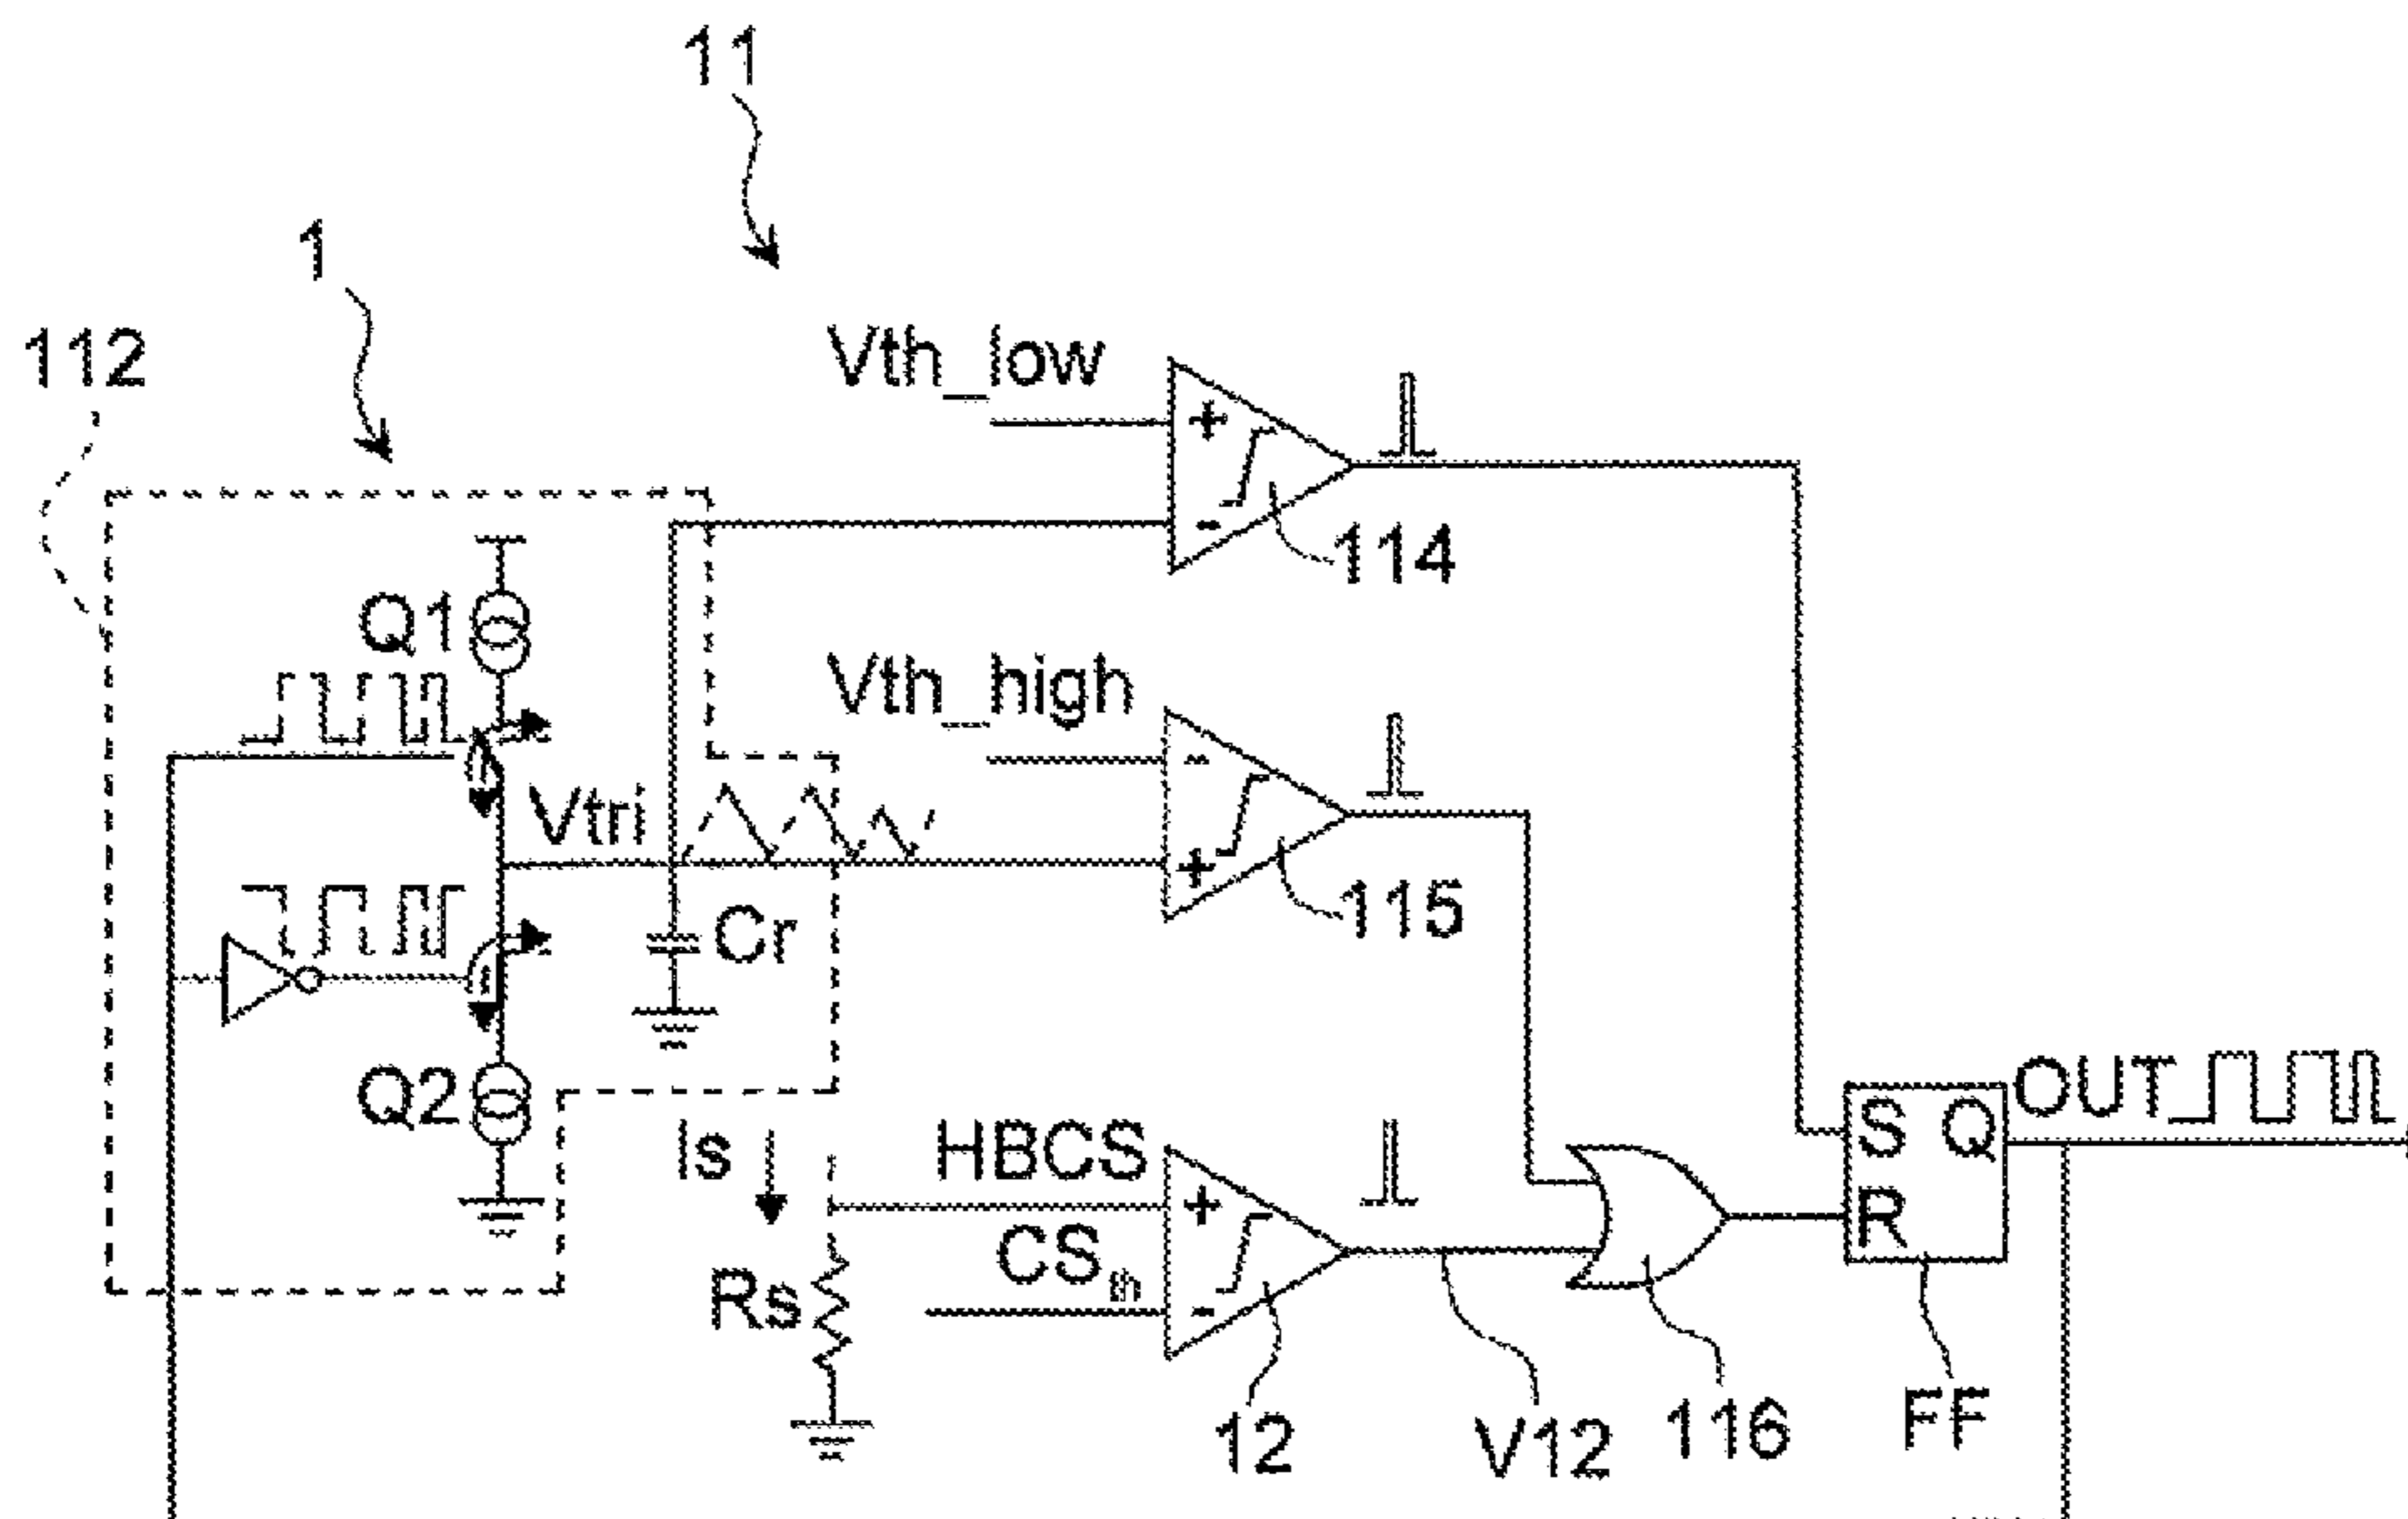 11
1
112
Vth_low
+
-
114
Q1
Vth_high
-
Vtri
+
115
Cr
Q2
Is
HBCS
+
OUT
S Q
R
CSth
-
Rs
12
V12
116
FF